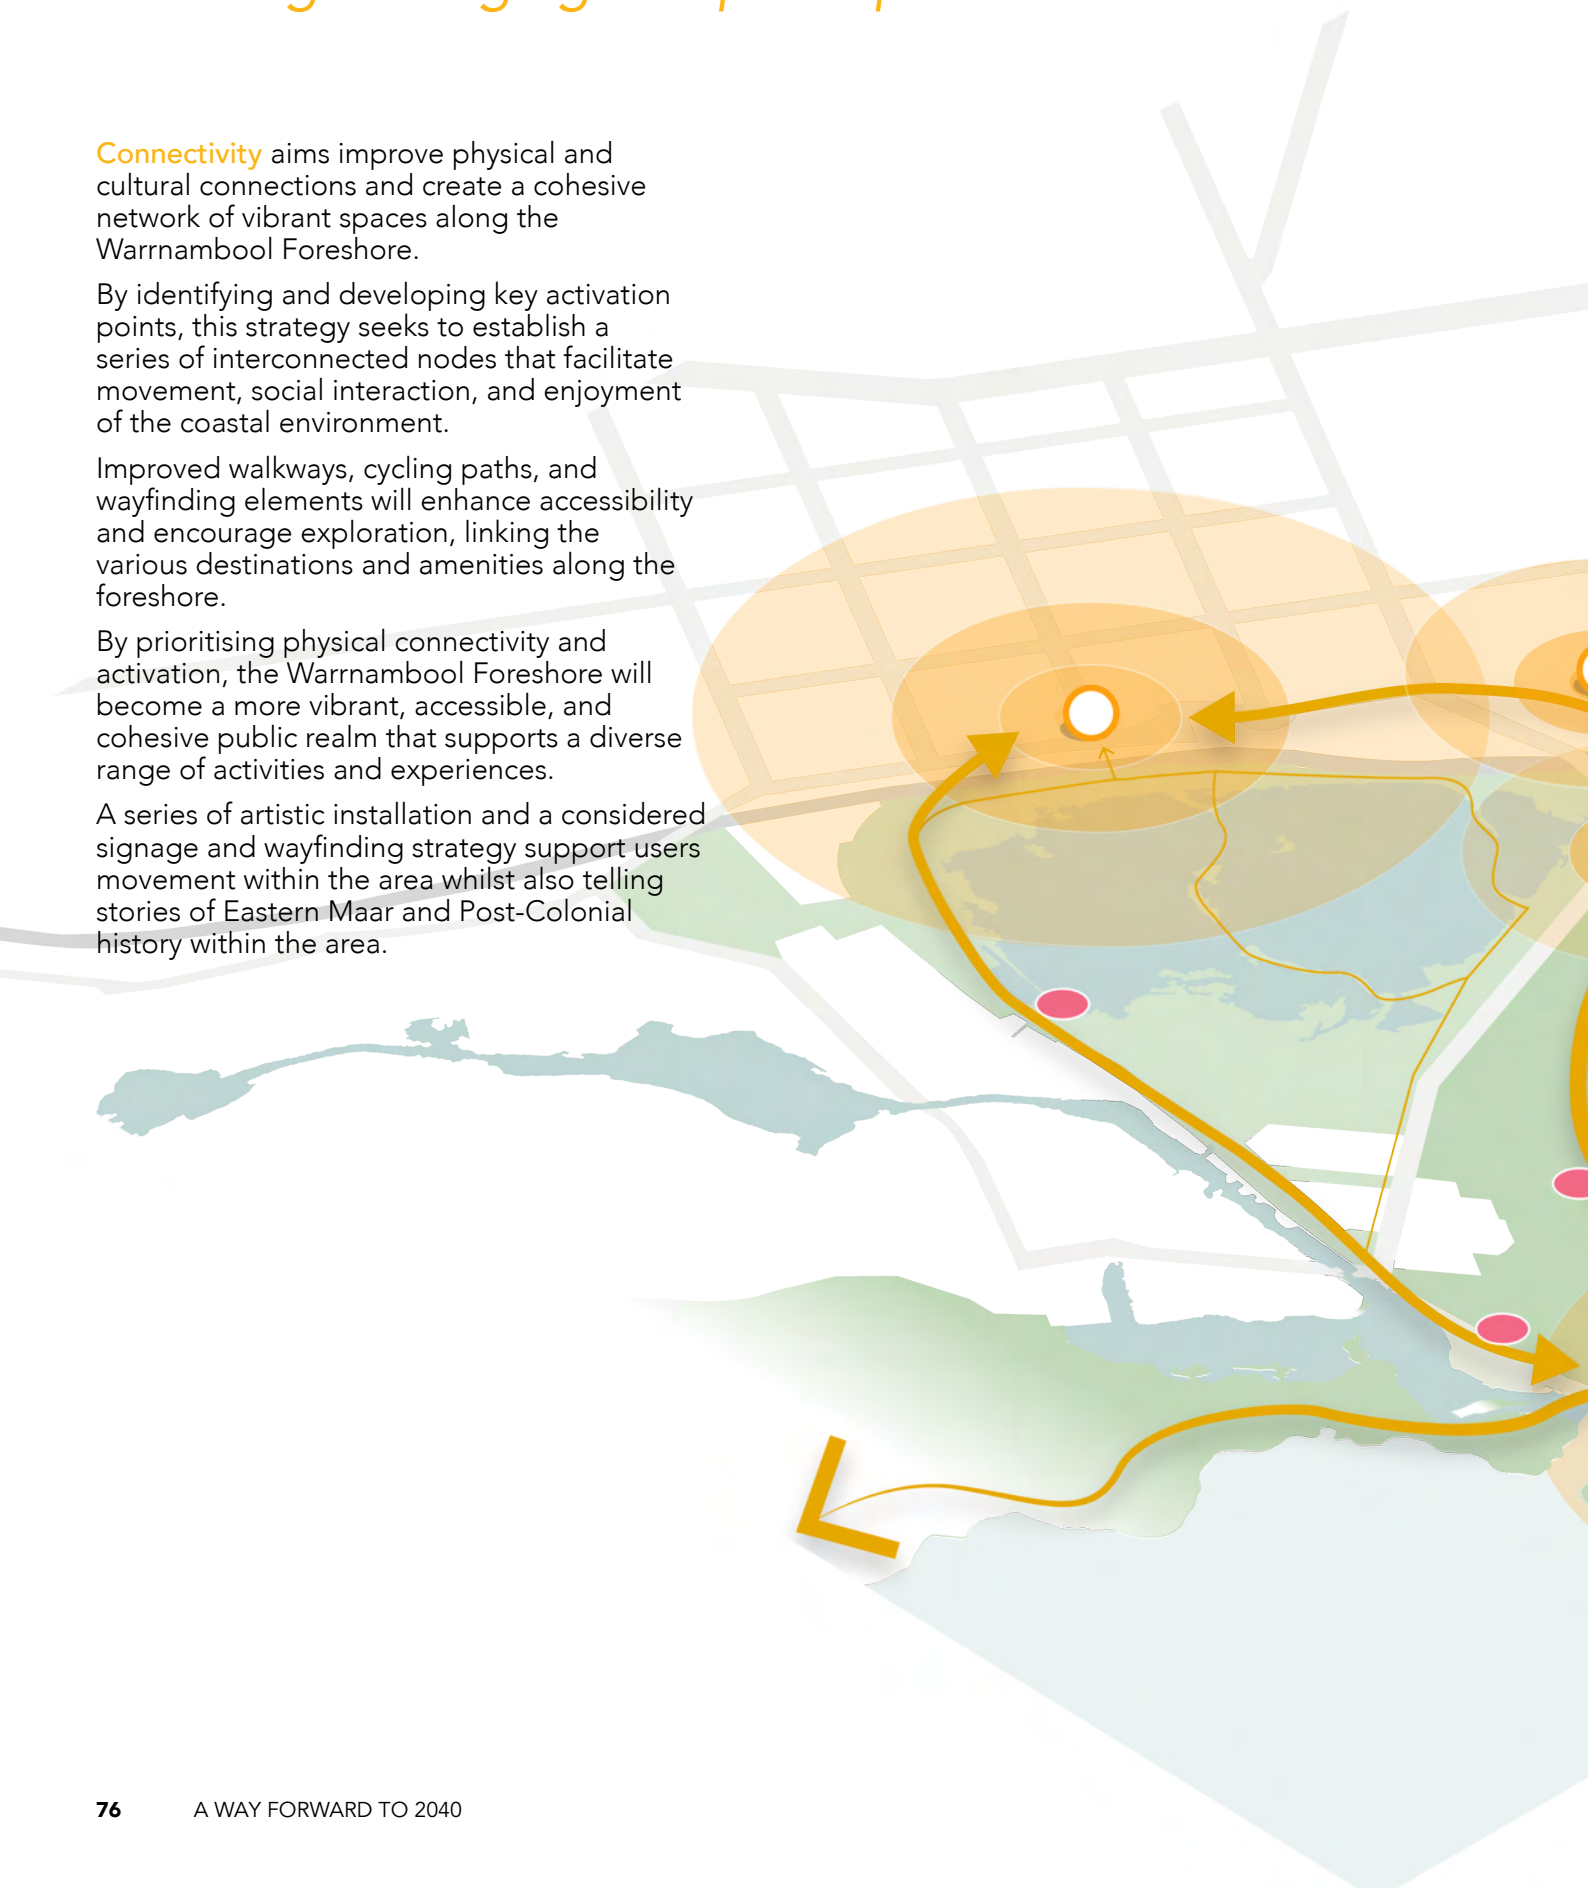 Connectivity aims improve physical and
cultural connections and create a cohesive
network of vibrant spaces along the
Warrnambool Foreshore.
By identifying and developing key activation
points, this strategy seeks to establish a
series of interconnected nodes that facilitate
movement, social interaction, and enjoyment
of the coastal environment.
Improved walkways, cycling paths, and
wayfinding elements will enhance accessibility
and encourage exploration, linking the
various destinations and amenities along the
foreshore.
By prioritising physical connectivity and
activation, the Warrnambool Foreshore will
become a more vibrant, accessible, and
cohesive public realm that supports a diverse
range of activities and experiences.
A series of artistic installation and a considered
signage and wayfinding strategy support users
movement within the area whilst also telling
stories of Eastern Maar and Post-Colonial
history within the area.
76 A WAY FORWARD TO 2040